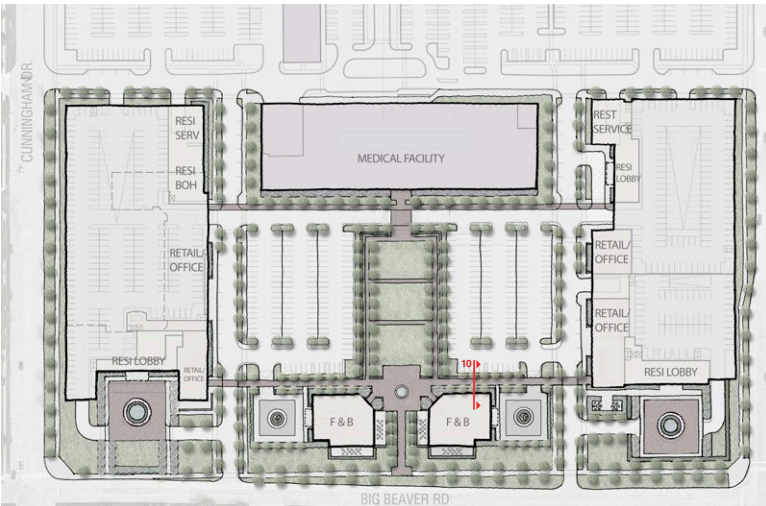 CUNNINGHAM DR.
RESI
SERV
RESI
BOH
RETAIL/
OFFICE
RESI LOBBY
RETAIL/
OFFICE
MEDICAL FACILITY
REST
SERVICE
RESI
LOBBY
RETAIL/
OFFICE
RETAIL/
OFFICE
RESI LOBBY
10
F & B
F & B
BIG BEAVER RD